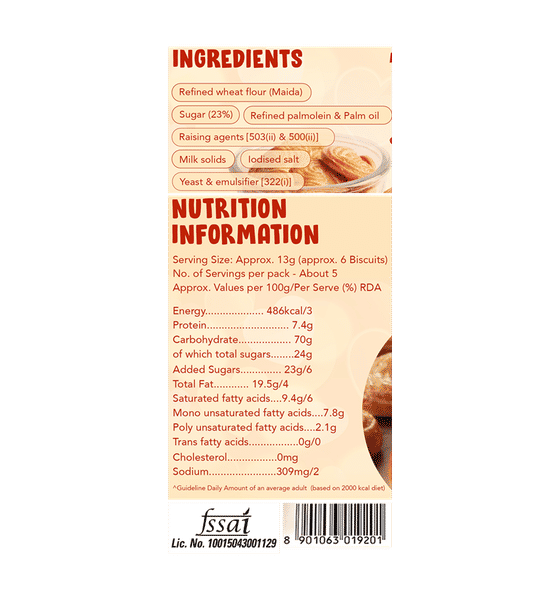 INGREDIENTS
Refined wheat flour (Maida)
Sugar (23%) Refined palmolein & Palm oil
Raising agents [503(ii) & 500(ii)]
Milk solids Iodised salt
Yeast & emulsifier [322(i)]
NUTRITION
INFORMATION
Serving Size: Approx. 13g (approx. 6 Biscuits)
No. of Servings per pack - About 5
Approx. Values per 100g/Per Serve (%) RDA
Energy.................... 486kcal/3
Protein............................ 7.4g
Carbohydrate.................. 70g
of which total sugars........24g
Added Sugars.............. 23g/6
Total Fat............ 19.5g/4
Saturated fatty acids....9.4g/6
Mono unsaturated fatty acids....7.8g
Poly unsaturated fatty acids....2.1g
Trans fatty acids.................0g/0
Cholesterol.................0mg
Sodium.......................309mg/2
^Guideline Daily Amount of an average adult (based on 2000 kcal diet)
fssai
Lic. No. 10015043001129
8 901063 019201